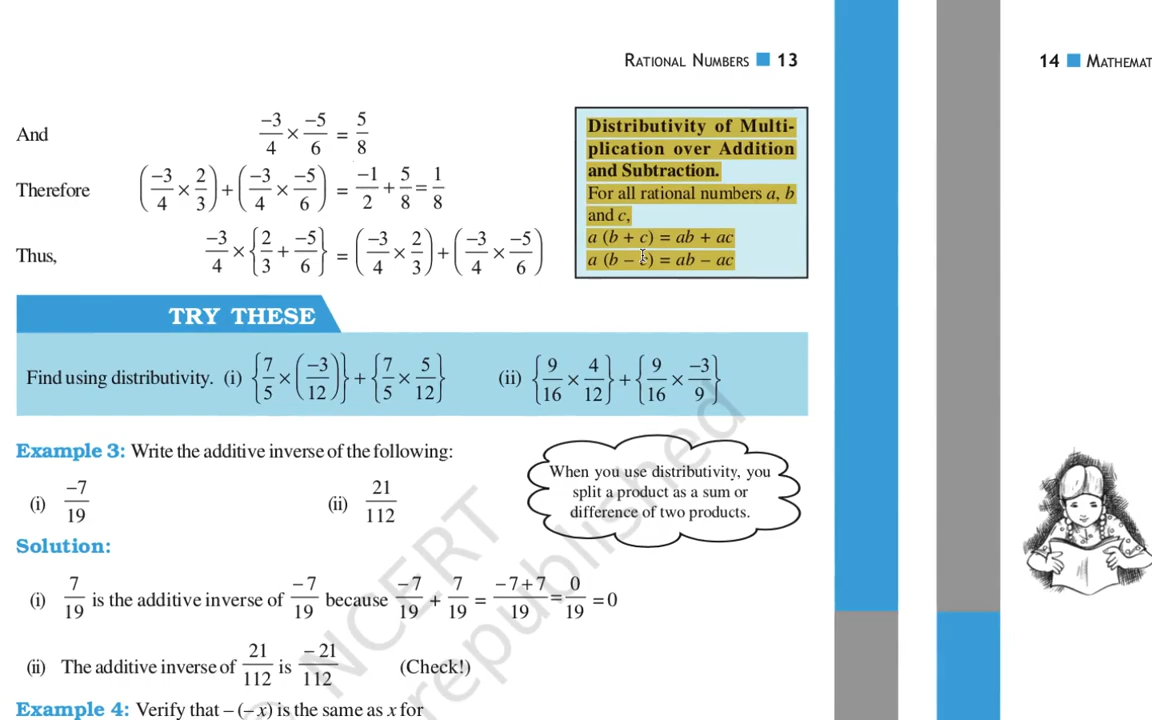 RATIONAL NUMBERS ■ 13
14 ■ MATHEMAT
And −3/4 × −5/6 = 5/8
Therefore (−3/4 × 2/3) + (−3/4 × −5/6) = −1/2 + 5/8 = 1/8
Thus, −3/4 × {2/3 + −5/6} = (−3/4 × 2/3) + (−3/4 × −5/6)
Distributivity of Multi-
plication over Addition
and Subtraction.
For all rational numbers a, b
and c,
a (b + c) = ab + ac
a (b – c) = ab – ac
TRY THESE
Find using distributivity. (i) {7/5 × (−3/12)} + {7/5 × 5/12} (ii) {9/16 × 4/12} + {9/16 × −3/9}
Example 3: Write the additive inverse of the following:
(i) −7/19 (ii) 21/112
When you use distributivity, you
split a product as a sum or
difference of two products.
Solution:
(i) 7/19 is the additive inverse of −7/19 because −7/19 + 7/19 = −7+7/19 = 0/19 = 0
(ii) The additive inverse of 21/112 is −21/112 (Check!)
Example 4: Verify that – (– x) is the same as x for
NCERT
republished